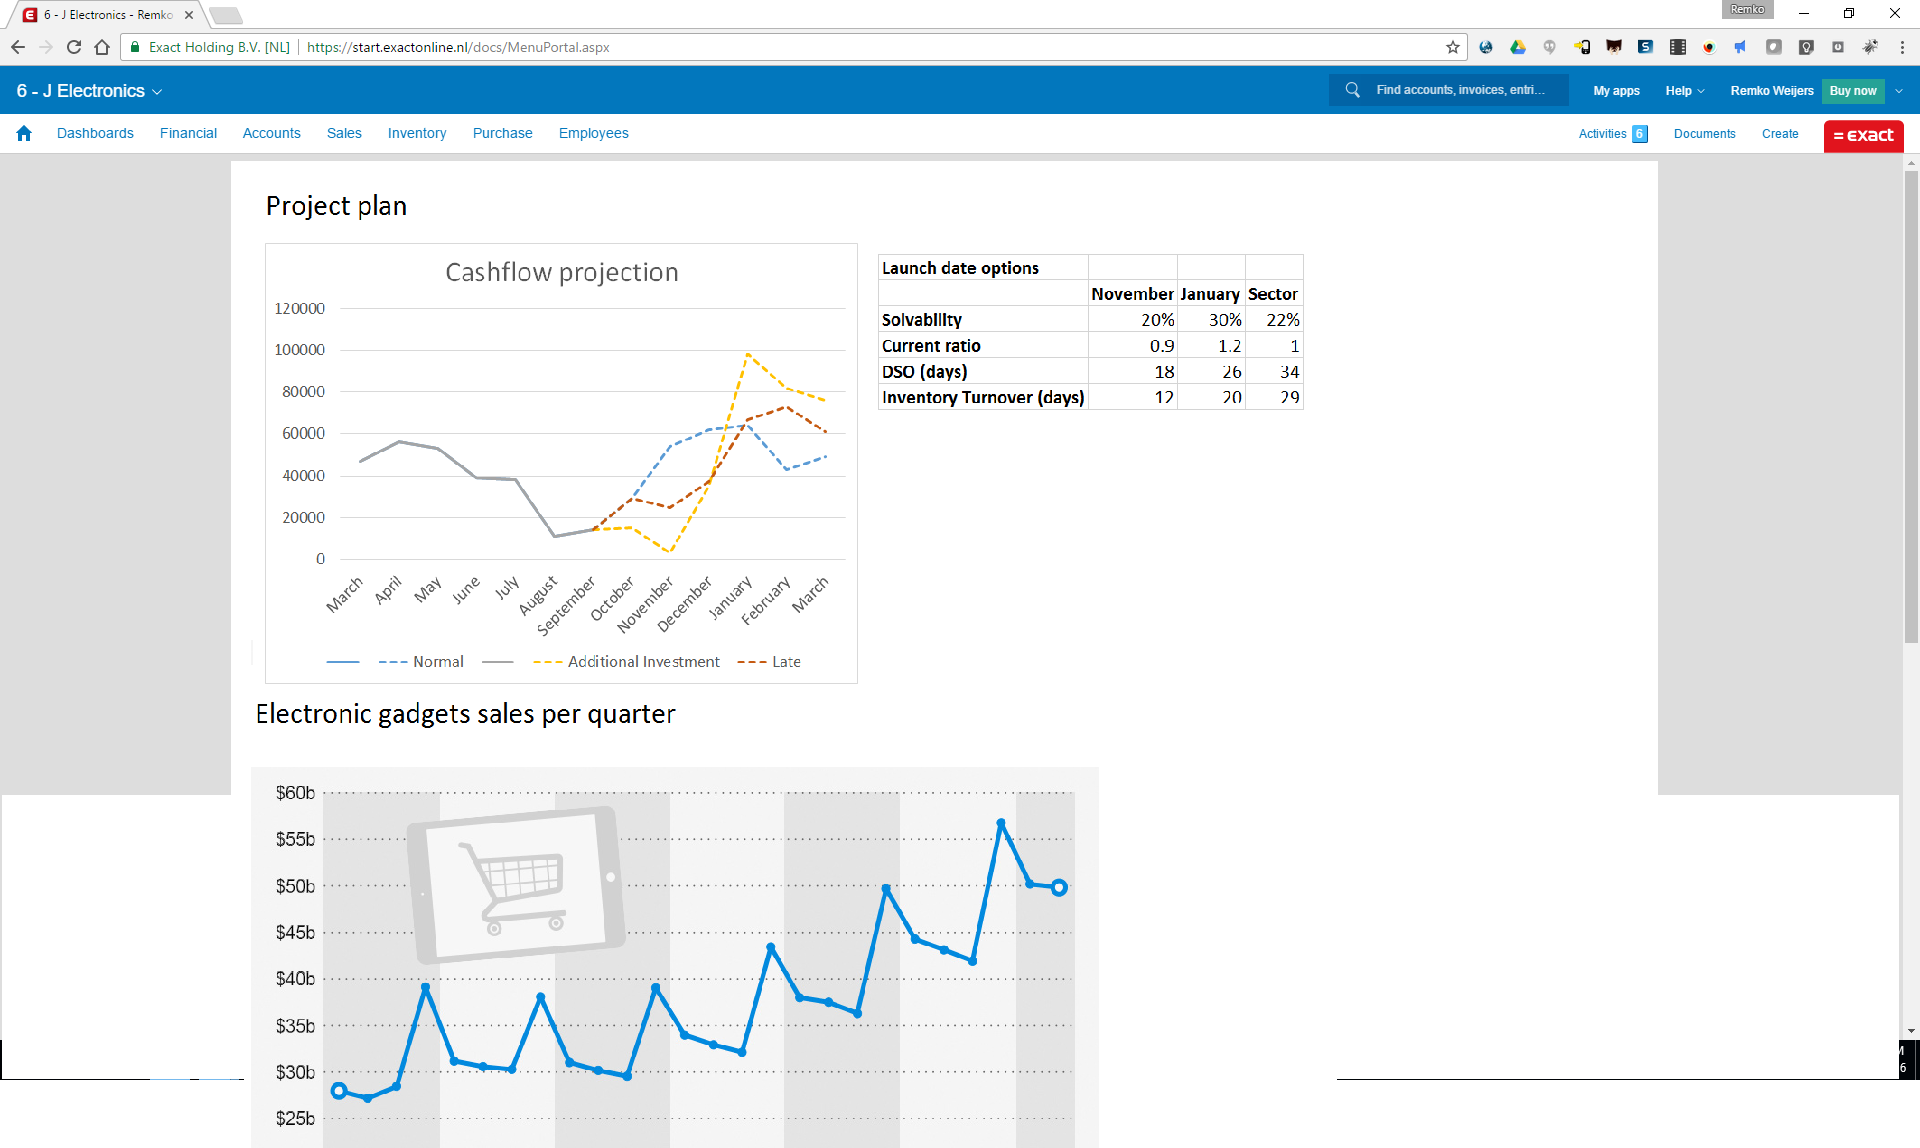 6 - J Electronics - Remko
Remko
Exact Holding B.V. [NL] https://start.exactonline.nl/docs/MenuPortal.aspx
6 - J Electronics
Find accounts, invoices, entri...
My apps
Help
Remko Weijers
Buy now
Dashboards Financial Accounts Sales Inventory Purchase Employees
Activities 6 Documents Create
= exact
Project plan
Cashflow projection
120000
100000
80000
60000
40000
20000
0
March April May June July August September October November December January February March
Normal Additional Investment Late
Launch date options
November January Sector
Solvability 20% 30% 22%
Current ratio 0.9 1.2 1
DSO (days) 18 26 34
Inventory Turnover (days) 12 20 29
Electronic gadgets sales per quarter
$60b
$55b
$50b
$45b
$40b
$35b
$30b
$25b